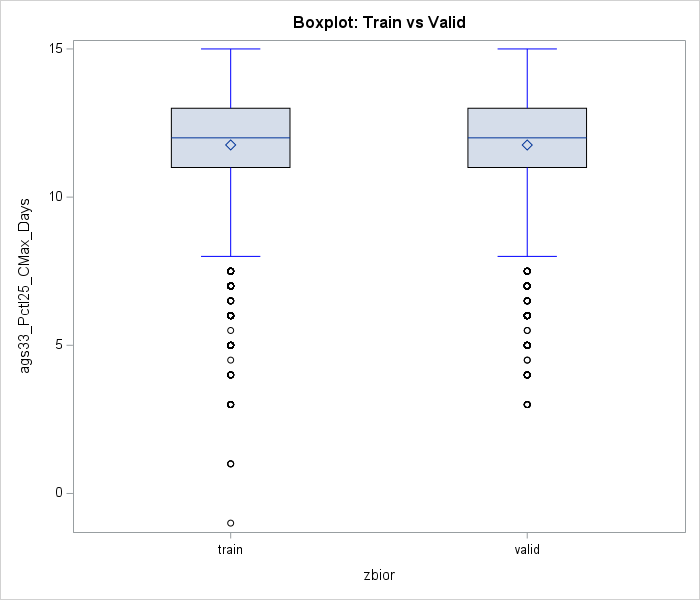 Boxplot: Train vs Valid
15
10
5
0
ags33_Pctl25_CMax_Days
train
valid
zbior